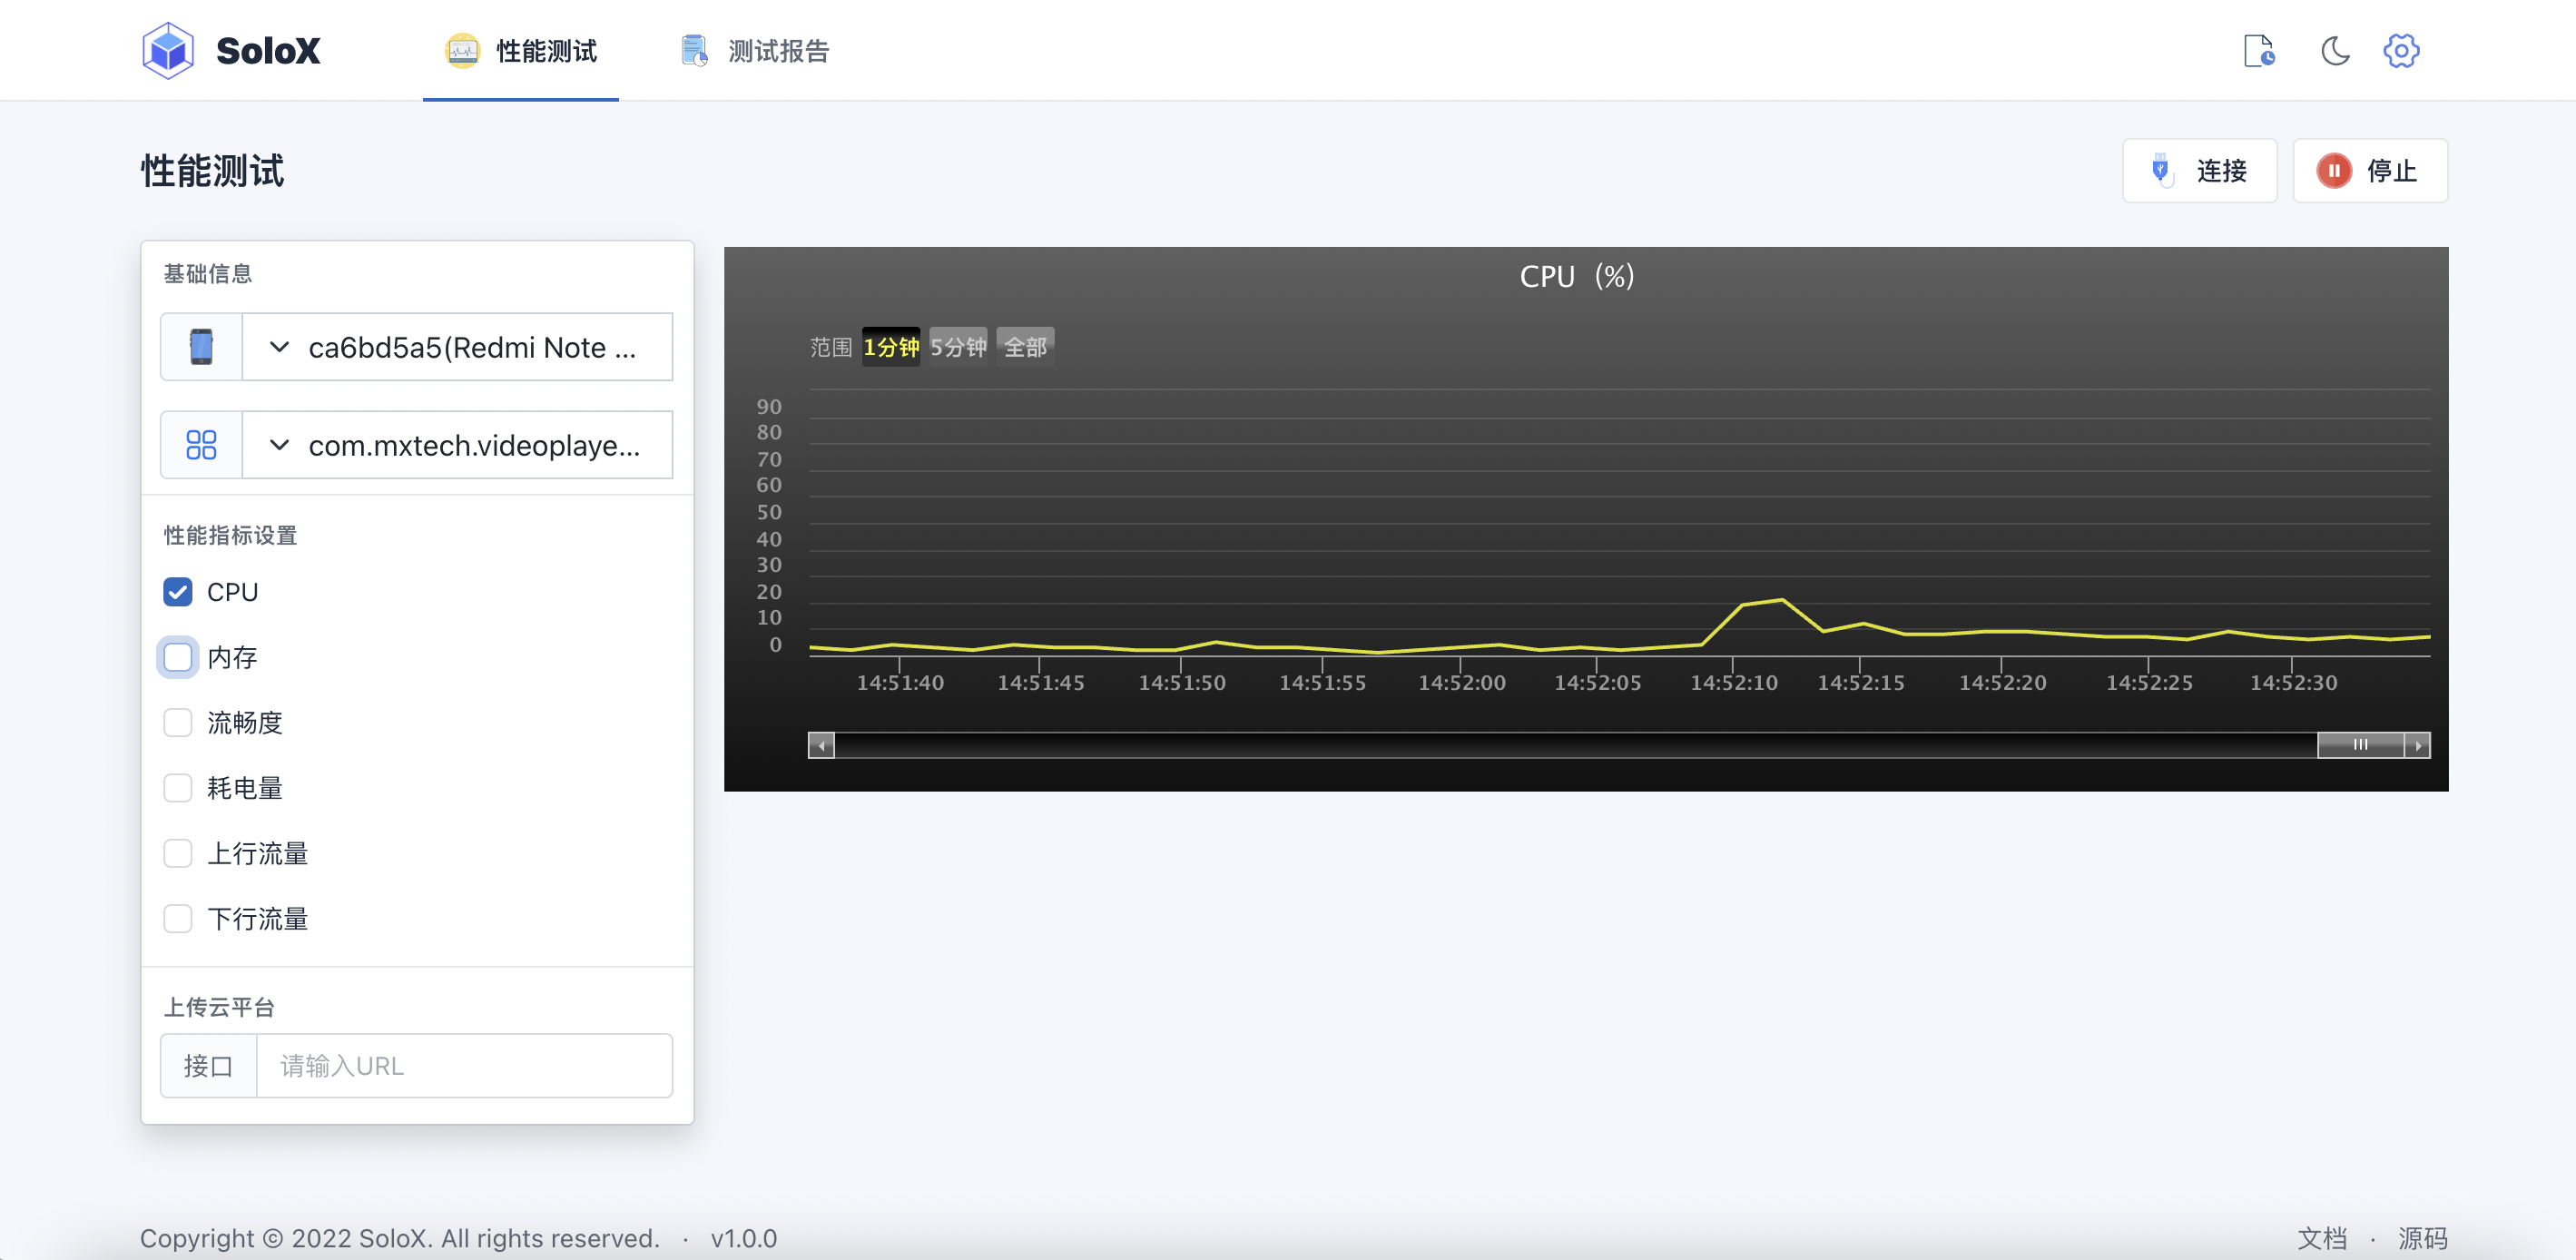 SoloX
性能测试
测试报告
性能测试
连接
停止
基础信息
ca6bd5a5(Redmi Note ...
com.mxtech.videoplaye...
性能指标设置
CPU
内存
流畅度
耗电量
上行流量
下行流量
上传云平台
接口
请输入URL
CPU (%)
范围 1分钟 5分钟 全部
90
80
70
60
50
40
30
20
10
0
14:51:40 14:51:45 14:51:50 14:51:55 14:52:00 14:52:05 14:52:10 14:52:15 14:52:20 14:52:25 14:52:30
Copyright © 2022 SoloX. All rights reserved. · v1.0.0
文档 · 源码